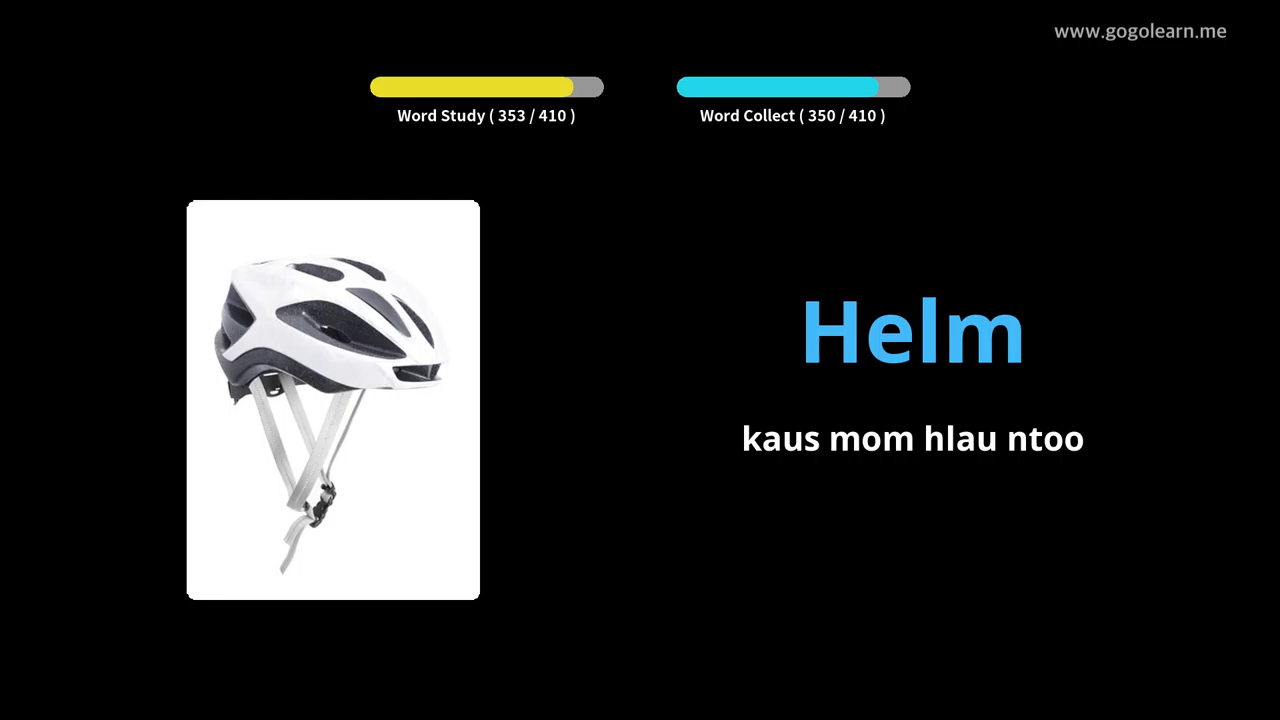 www.gogolearn.me
Word Study ( 353 / 410 )
Word Collect ( 350 / 410 )
Helm
kaus mom hlau ntoo